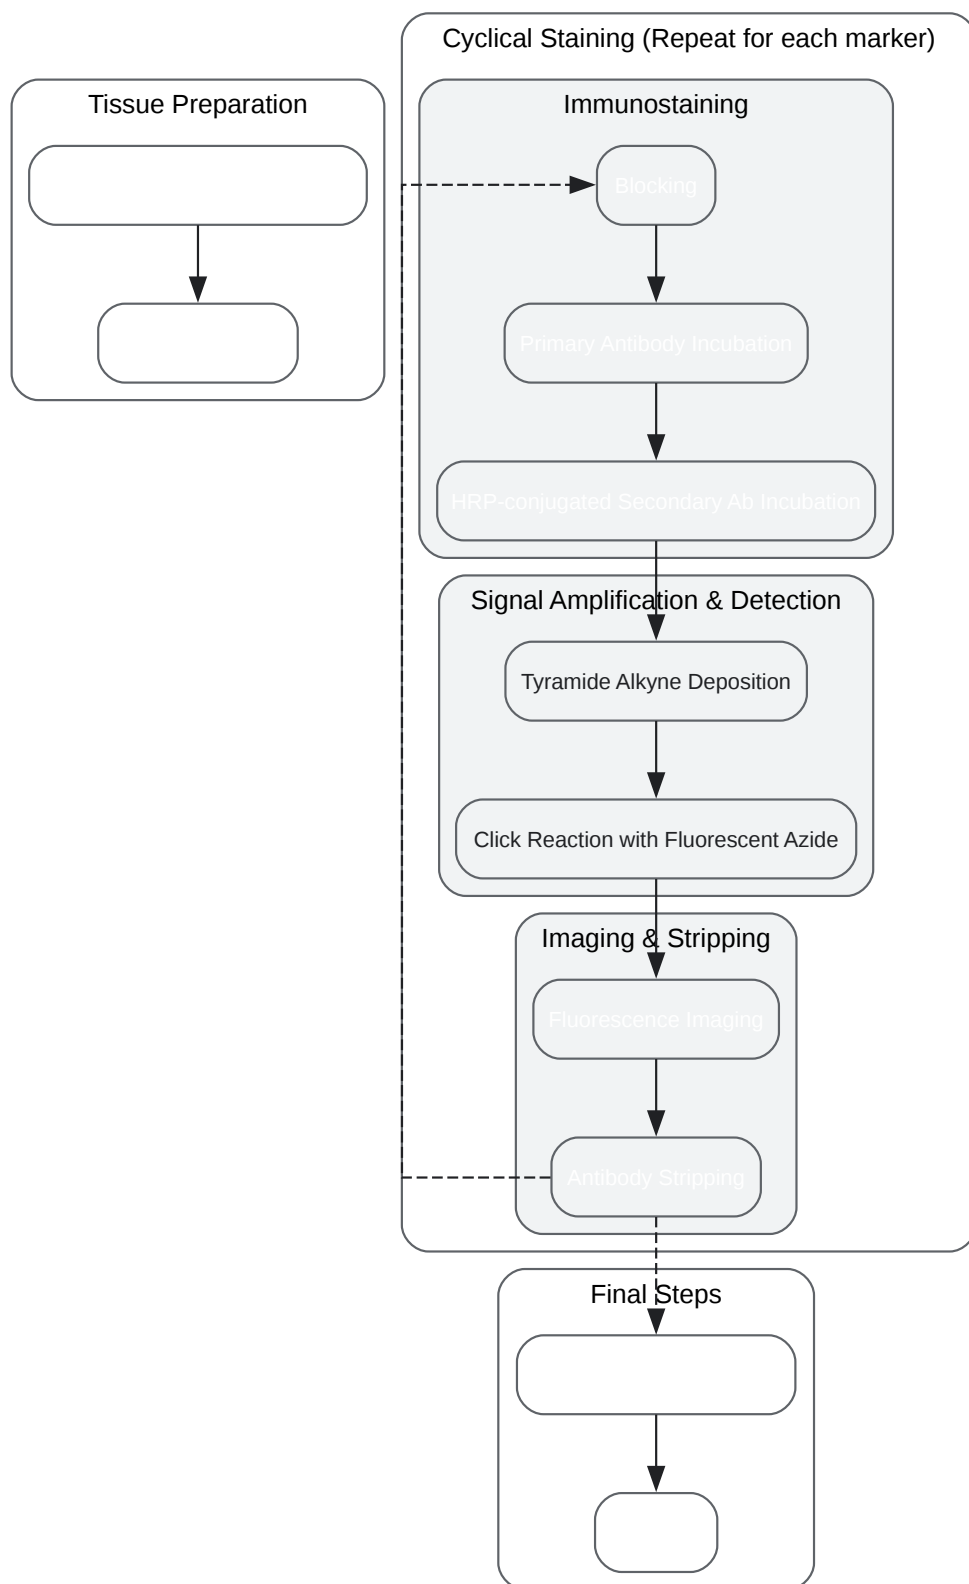 Cyclical Staining (Repeat for each marker)
Tissue Preparation
Immunostaining
Blocking
Primary Antibody Incubation
HRP-conjugated Secondary Ab Incubation
Signal Amplification & Detection
Tyramide Alkyne Deposition
Click Reaction with Fluorescent Azide
Imaging & Stripping
Fluorescence Imaging
Antibody Stripping
Final Steps